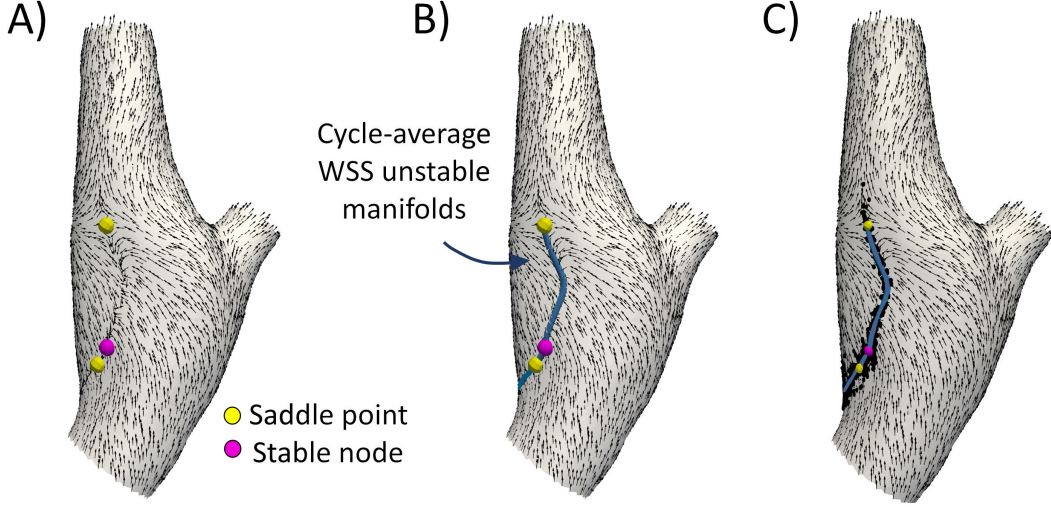 A)
B)
C)
Cycle-average
WSS unstable
manifolds
Saddle point
Stable node